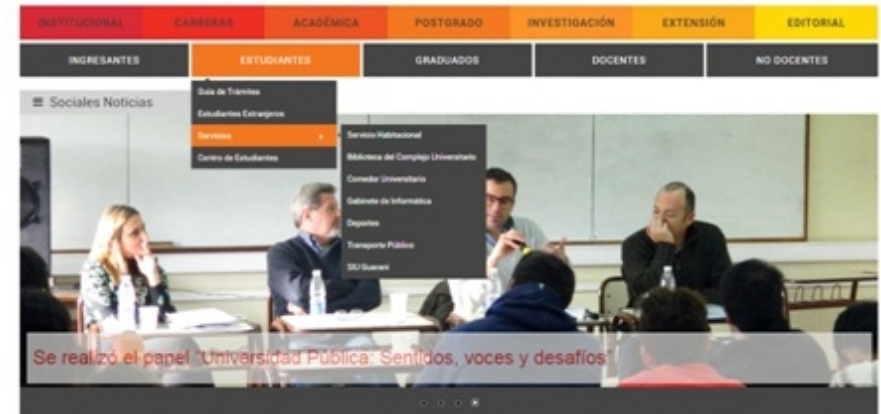 INSTITUCIONAL CARRERAS ACADÉMICA POSTGRADO INVESTIGACIÓN EXTENSIÓN EDITORIAL
INGRESANTES ESTUDIANTES GRADUADOS DOCENTES NO DOCENTES
Sociales Noticias
Guía de Trámites
Estudiantes Extranjeros
Servicios
Centro de Estudiantes
Servicio Habitacional
Biblioteca del Complejo Universitario
Comedor Universitario
Gabinete de Informática
Deportes
Transporte Público
SIU Guaraní
Se realizó el panel "Universidad Pública: Sentidos, voces y desafíos"